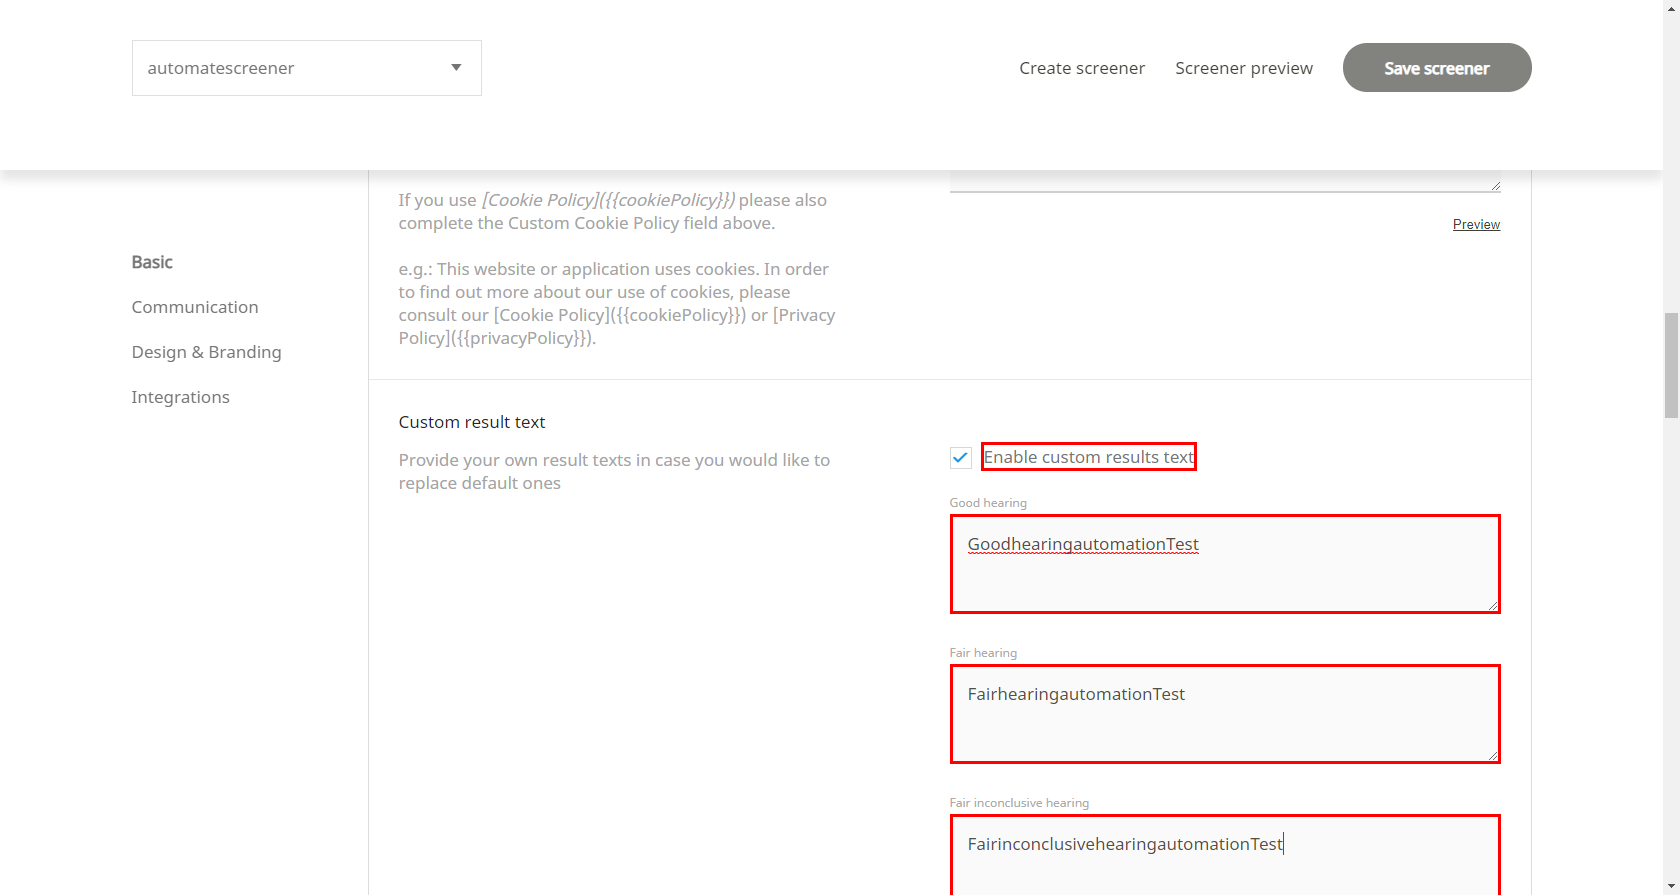 automatescreener
Create screener
Screener preview
Save screener
Basic
Communication
Design & Branding
Integrations
If you use [Cookie Policy]({{cookiePolicy}}) please also
complete the Custom Cookie Policy field above.
e.g.: This website or application uses cookies. In order
to find out more about our use of cookies, please
consult our [Cookie Policy]({{cookiePolicy}}) or [Privacy
Policy]({{privacyPolicy}}).
Preview
Custom result text
Provide your own result texts in case you would like to
replace default ones
Enable custom results text
Good hearing
GoodhearingautomationTest
Fair hearing
FairhearingautomationTest
Fair inconclusive hearing
FairinconclusivehearingautomationTest